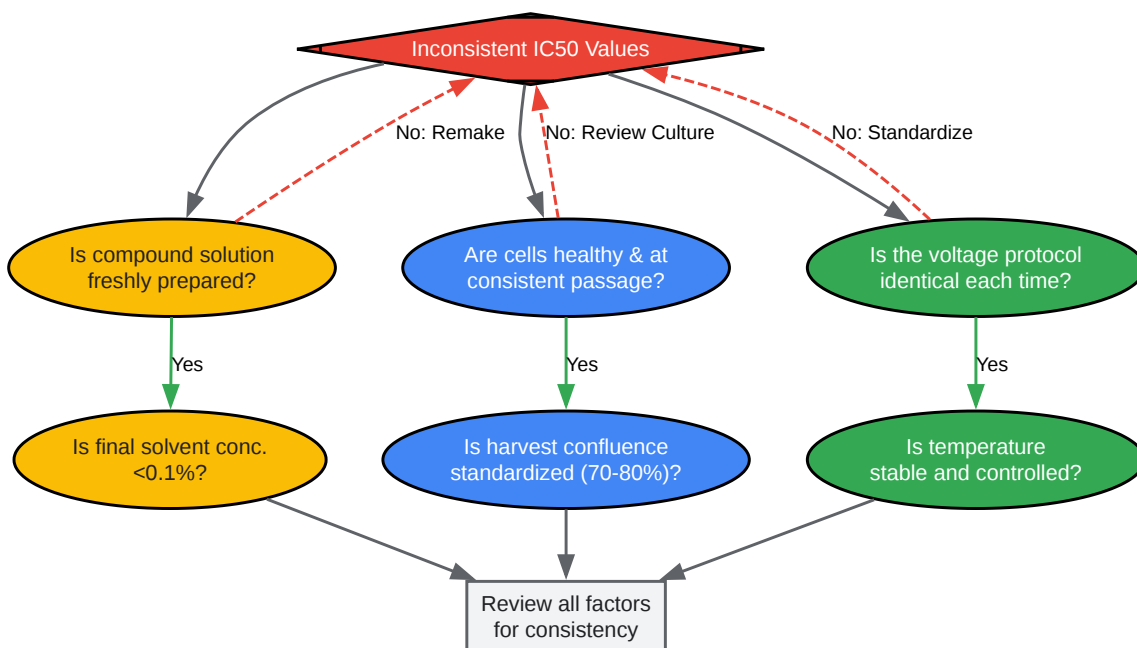 Inconsistent IC50 Values
No: Remake
No: Review Culture
No: Standardize
Is compound solution
freshly prepared?
Are cells healthy & at
consistent passage?
Is the voltage protocol
identical each time?
Yes
Yes
Yes
Is final solvent conc.
<0.1%?
Is harvest confluence
standardized (70-80%)?
Is temperature
stable and controlled?
Review all factors
for consistency